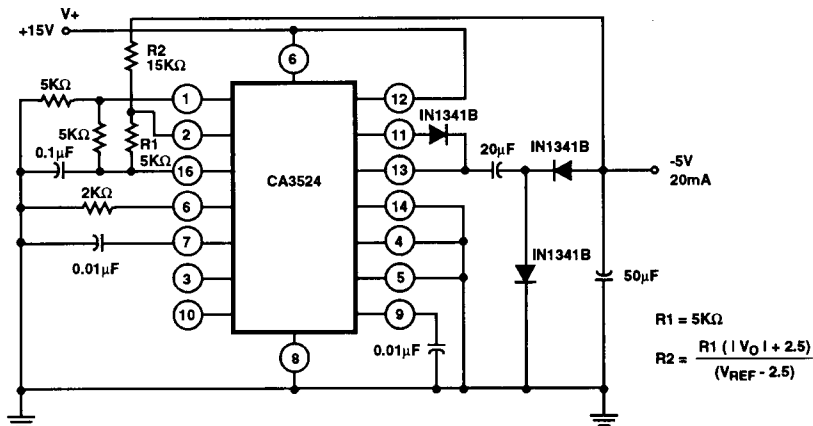 V+
+15V
R2
15KΩ
6
5KΩ
1
12
IN1341B
5KΩ
2
R1
5KΩ
11
0.1µF
16
CA3524
13
20µF
IN1341B
-5V
20mA
2KΩ
6
14
0.01µF
7
4
IN1341B
3
5
50µF
10
9
0.01µF
8
R1 = 5KΩ
R2 = R1 ( | VO | + 2.5)
(VREF - 2.5)